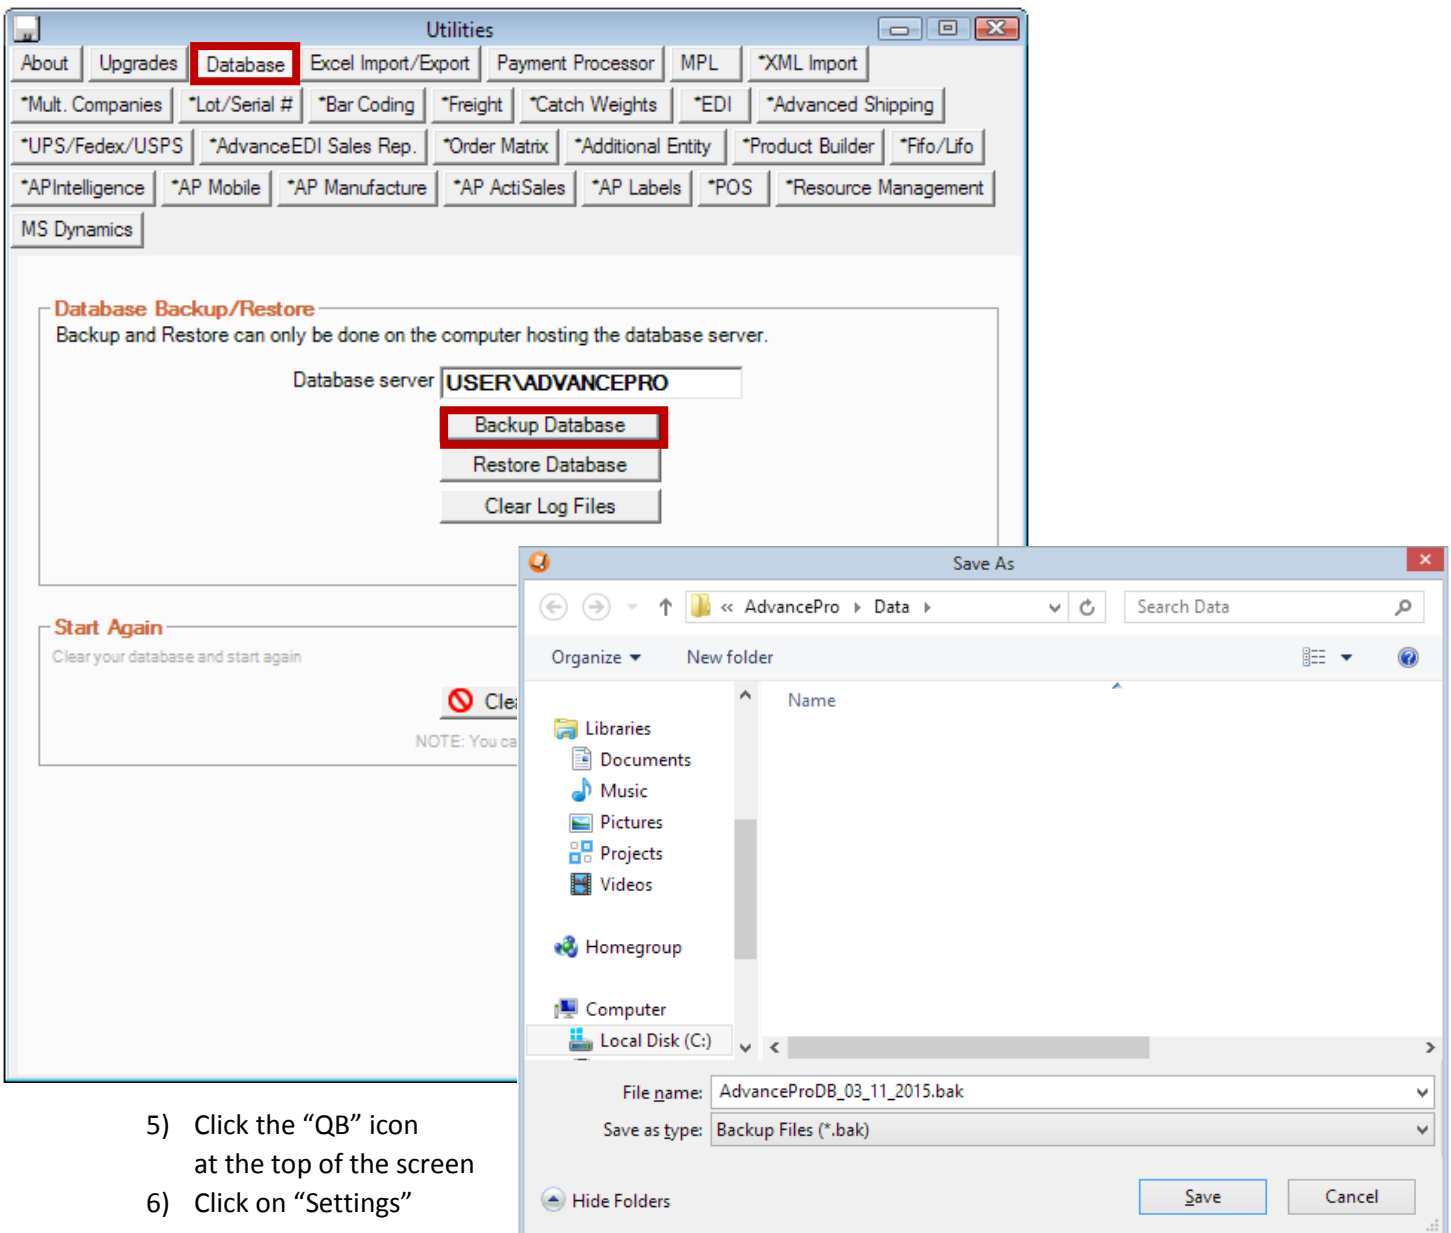 Utilities
About Upgrades Database Excel Import/Export Payment Processor MPL *XML Import
*Mult. Companies *Lot/Serial # *Bar Coding *Freight *Catch Weights *EDI *Advanced Shipping
*UPS/Fedex/USPS *AdvanceEDI Sales Rep. *Order Matrix *Additional Entity *Product Builder *Fifo/Lifo
*APIntelligence *AP Mobile *AP Manufacture *AP ActiSales *AP Labels *POS *Resource Management
MS Dynamics
Database Backup/Restore
Backup and Restore can only be done on the computer hosting the database server.
Database server USER\ADVANCEPRO
Backup Database
Restore Database
Clear Log Files
Start Again
Clear your database and start again
NOTE: You
Save As
« AdvancePro Data Search Data
Organize New folder
Name
Libraries
Documents
Music
Pictures
Projects
Videos
Homegroup
Computer
Local Disk (C:)
File name: AdvanceProDB_03_11_2015.bak
Save as type: Backup Files (*.bak)
Hide Folders Save Cancel
5) Click the “QB” icon
at the top of the screen
6) Click on “Settings”